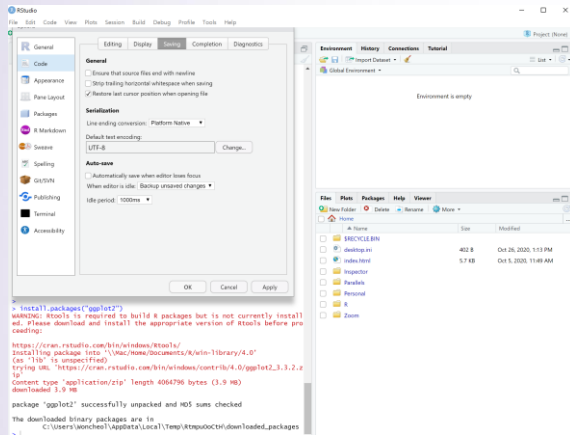 RStudio
File Edit Code View Plots Session Build Debug Profile Tools Help
Project: (None)
General
Code
Appearance
Pane Layout
Packages
R Markdown
Sweave
Spelling
Git/SVN
Publishing
Terminal
Accessibility
Editing Display Saving Completion Diagnostics
General
Ensure that source files end with newline
Strip trailing horizontal whitespace when saving
Restore last cursor position when opening file
Serialization
Line ending conversion: Platform Native
Default text encoding:
UTF-8 Change...
Auto-save
Automatically save when editor loses focus
When editor is idle: Backup unsaved changes
Idle period: 1000ms
OK Cancel Apply
>
> install.packages("ggplot2")
WARNING: Rtools is required to build R packages but is not currently install
ed. Please download and install the appropriate version of Rtools before pro
ceeding:
https://cran.rstudio.com/bin/windows/Rtools/
Installing package into '\\Mac/Home/Documents/R/win-library/4.0'
(as 'lib' is unspecified)
trying URL 'https://cran.rstudio.com/bin/windows/contrib/4.0/ggplot2_3.3.2.z
ip'
Content type 'application/zip' length 4064796 bytes (3.9 MB)
downloaded 3.9 MB
package 'ggplot2' successfully unpacked and MD5 sums checked
The downloaded binary packages are in
C:\Users\Woncheol\AppData\Local\Temp\RtmpuOoCtH\downloaded_packages
>
Environment History Connections Tutorial
Import Dataset List
Global Environment
Environment is empty
Files Plots Packages Help Viewer
New Folder Delete Rename More
Home
Name Size Modified
$RECYCLE.BIN
desktop.ini 402 B Oct 26, 2020, 1:13 PM
index.html 5.7 KB Oct 5, 2020, 11:49 AM
Inspector
Parallels
Personal
R
Zoom